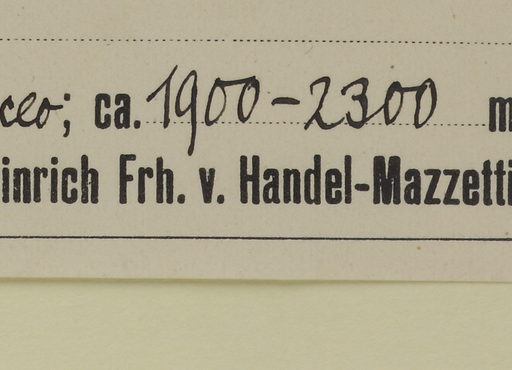 ceo; ca. 1900-2300 m
inrich Frh. v. Handel-Mazzetti